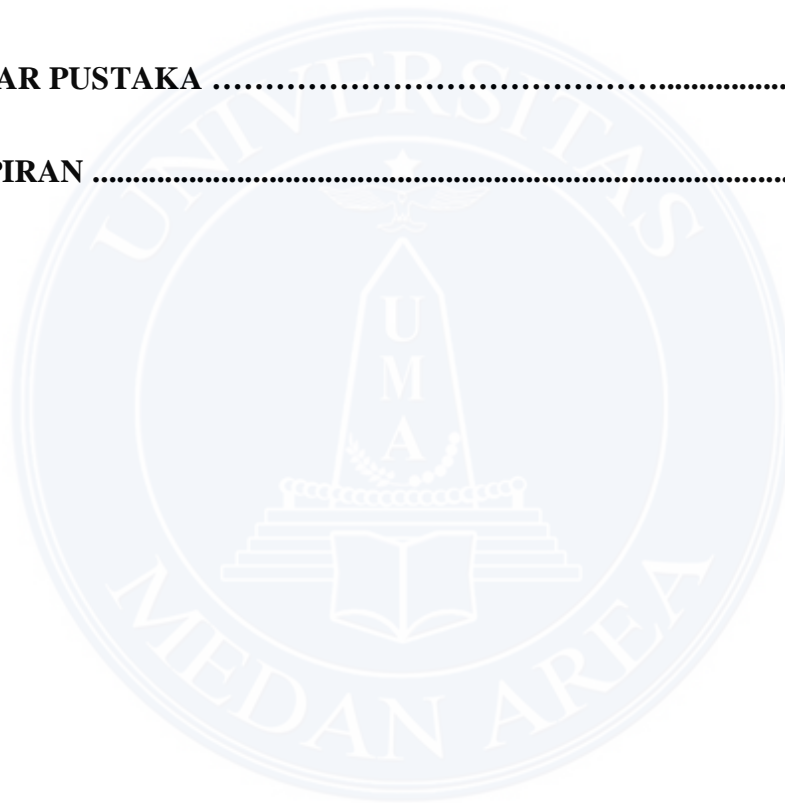 AR PUSTAKA ……………………………………...................
PIRAN ........................................................................................
UNIVERSITAS
U
M
A
MEDAN AREA